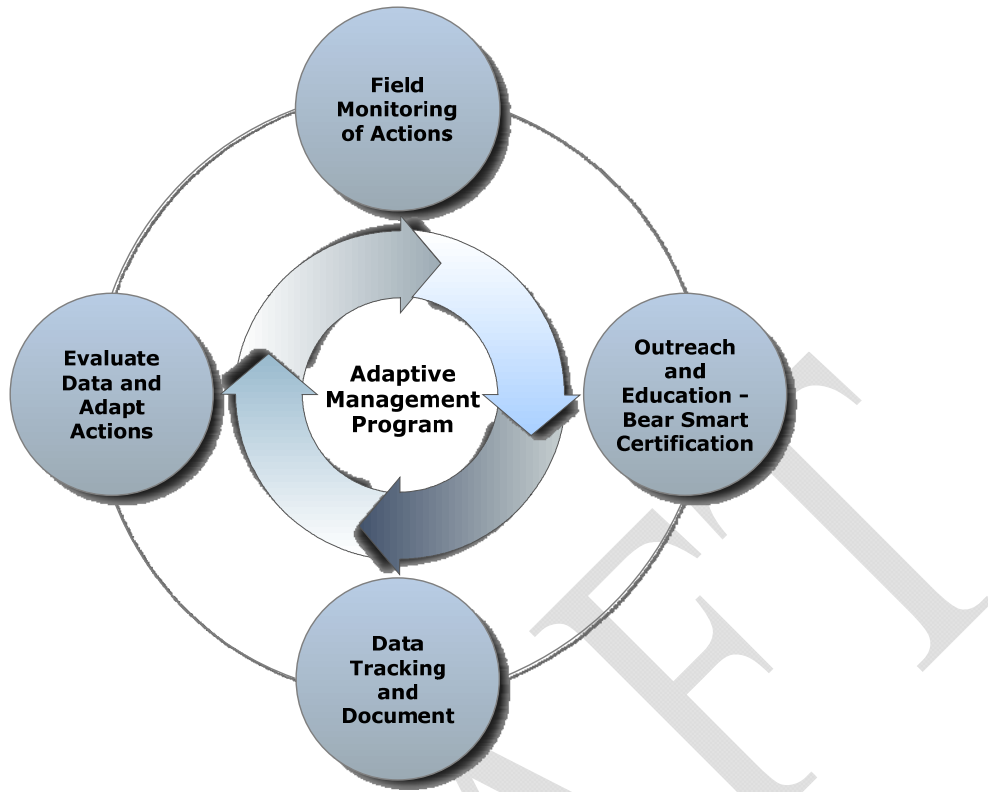 Field
Monitoring
of Actions
Evaluate
Data and
Adapt
Actions
Adaptive
Management
Program
Outreach
and
Education –
Bear Smart
Certification
Data
Tracking
and
Document
AFT